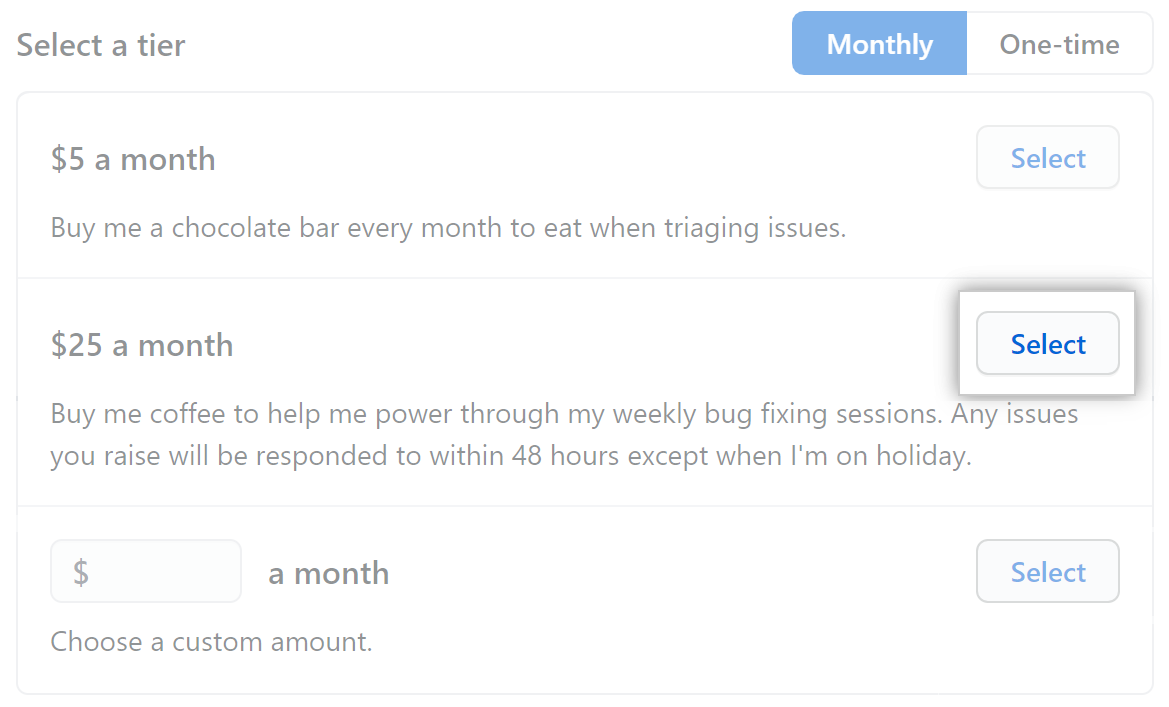 Select a tier
Monthly
One-time
$5 a month
Select
Buy me a chocolate bar every month to eat when triaging issues.
$25 a month
Select
Buy me coffee to help me power through my weekly bug fixing sessions. Any issues
you raise will be responded to within 48 hours except when I'm on holiday.
$
a month
Select
Choose a custom amount.